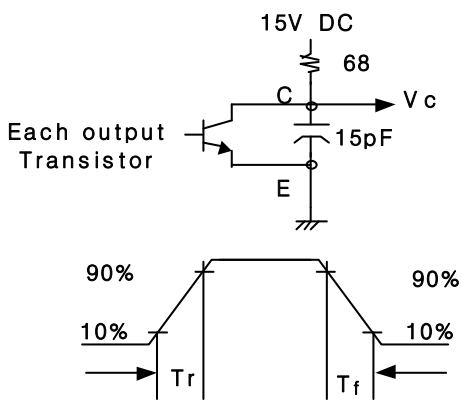 15V DC
68
C
Vc
Each output
Transistor
15pF
E
90%
90%
10%
10%
Tr
Tf